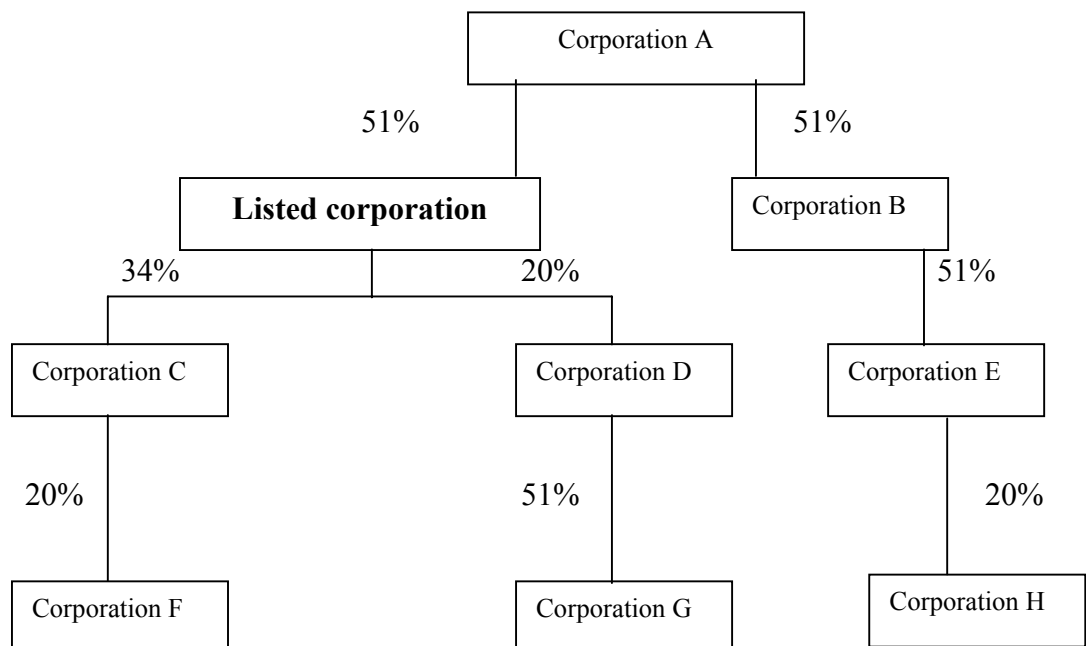 Corporation A
51%
51%
Listed corporation
Corporation B
34%
20%
51%
Corporation C
Corporation D
Corporation E
20%
51%
20%
Corporation F
Corporation G
Corporation H